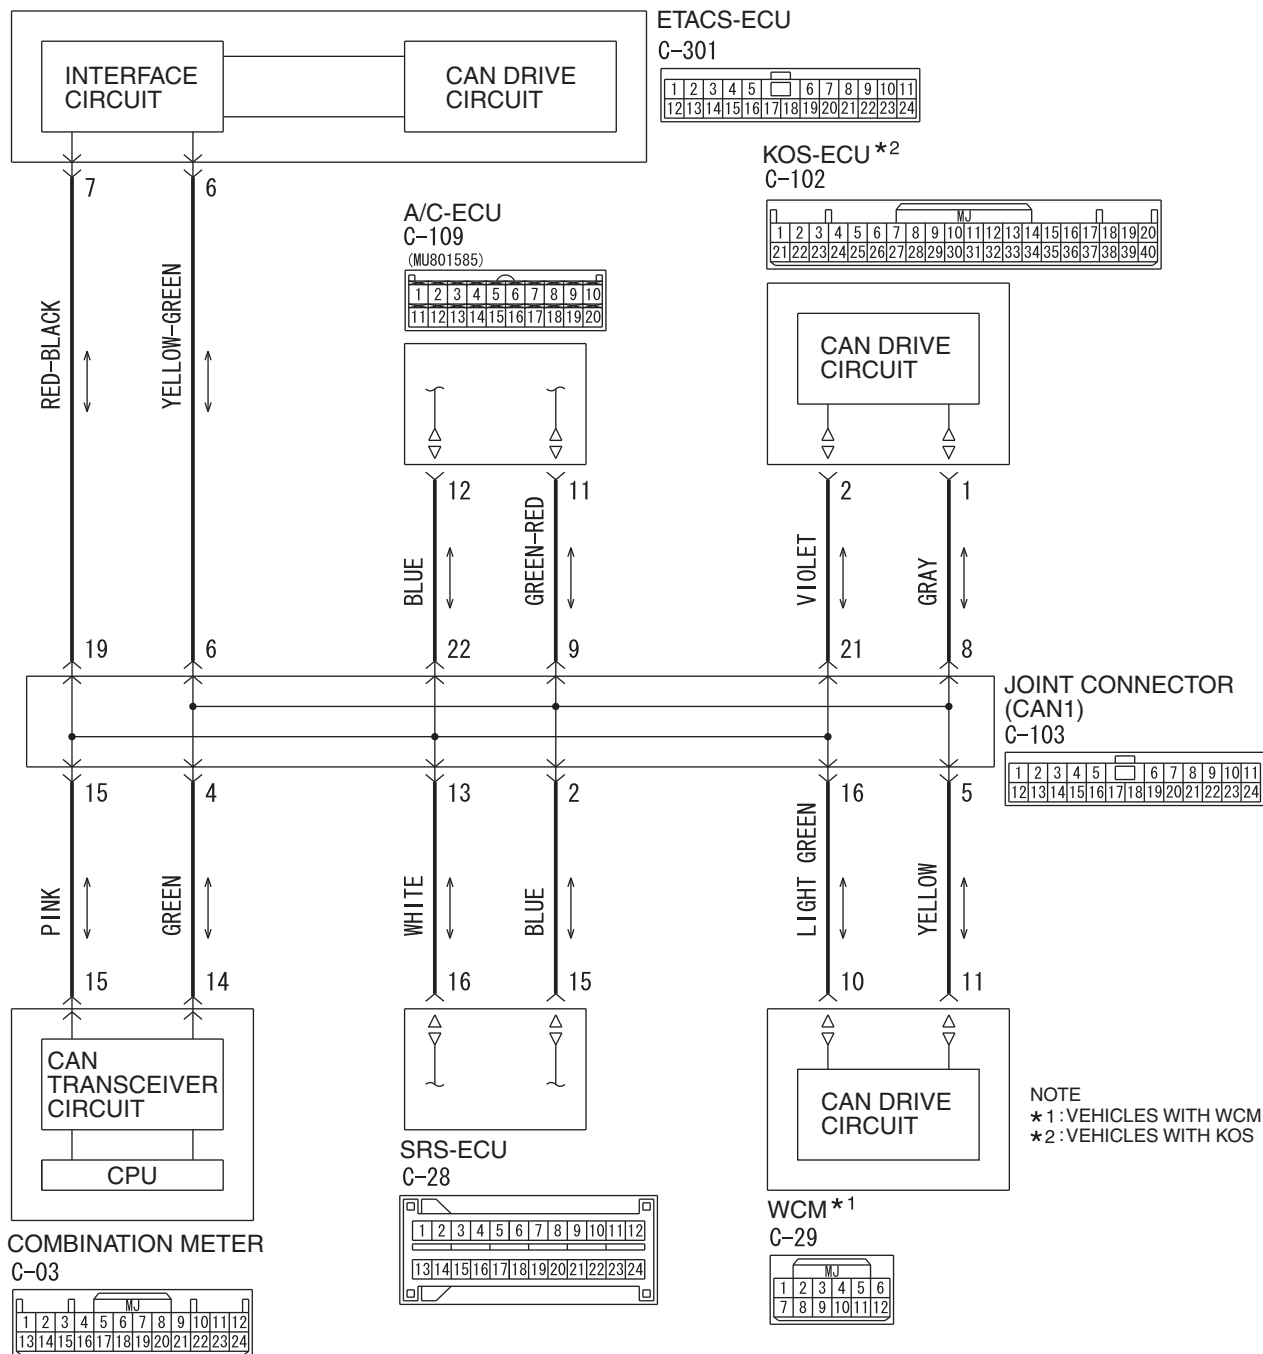 ETACS-ECU
C-301
INTERFACE
CIRCUIT
CAN DRIVE
CIRCUIT
1 2 3 4 5 6 7 8 9 10 11
12 13 14 15 16 17 18 19 20 21 22 23 24
7 6
KOS-ECU *2
C-102
MJ
1 2 3 4 5 6 7 8 9 10 11 12 13 14 15 16 17 18 19 20
21 22 23 24 25 26 27 28 29 30 31 32 33 34 35 36 37 38 39 40
A/C-ECU
C-109
(MU801585)
1 2 3 4 5 6 7 8 9 10
11 12 13 14 15 16 17 18 19 20
RED-BLACK
YELLOW-GREEN
CAN DRIVE
CIRCUIT
12 11 2 1
BLUE
GREEN-RED
VIOLET
GRAY
19 6 22 9 21 8
JOINT CONNECTOR
(CAN1)
C-103
1 2 3 4 5 6 7 8 9 10 11
12 13 14 15 16 17 18 19 20 21 22 23 24
15 4 13 2 16 5
PINK
GREEN
WHITE
BLUE
LIGHT GREEN
YELLOW
15 14 16 15 10 11
CAN
TRANSCEIVER
CIRCUIT
CPU
CAN DRIVE
CIRCUIT
NOTE
*1:VEHICLES WITH WCM
*2:VEHICLES WITH KOS
SRS-ECU
C-28
1 2 3 4 5 6 7 8 9 10 11 12
13 14 15 16 17 18 19 20 21 22 23 24
WCM *1
C-29
MJ
1 2 3 4 5 6
7 8 9 10 11 12
COMBINATION METER
C-03
MJ
1 2 3 4 5 6 7 8 9 10 11 12
13 14 15 16 17 18 19 20 21 22 23 24